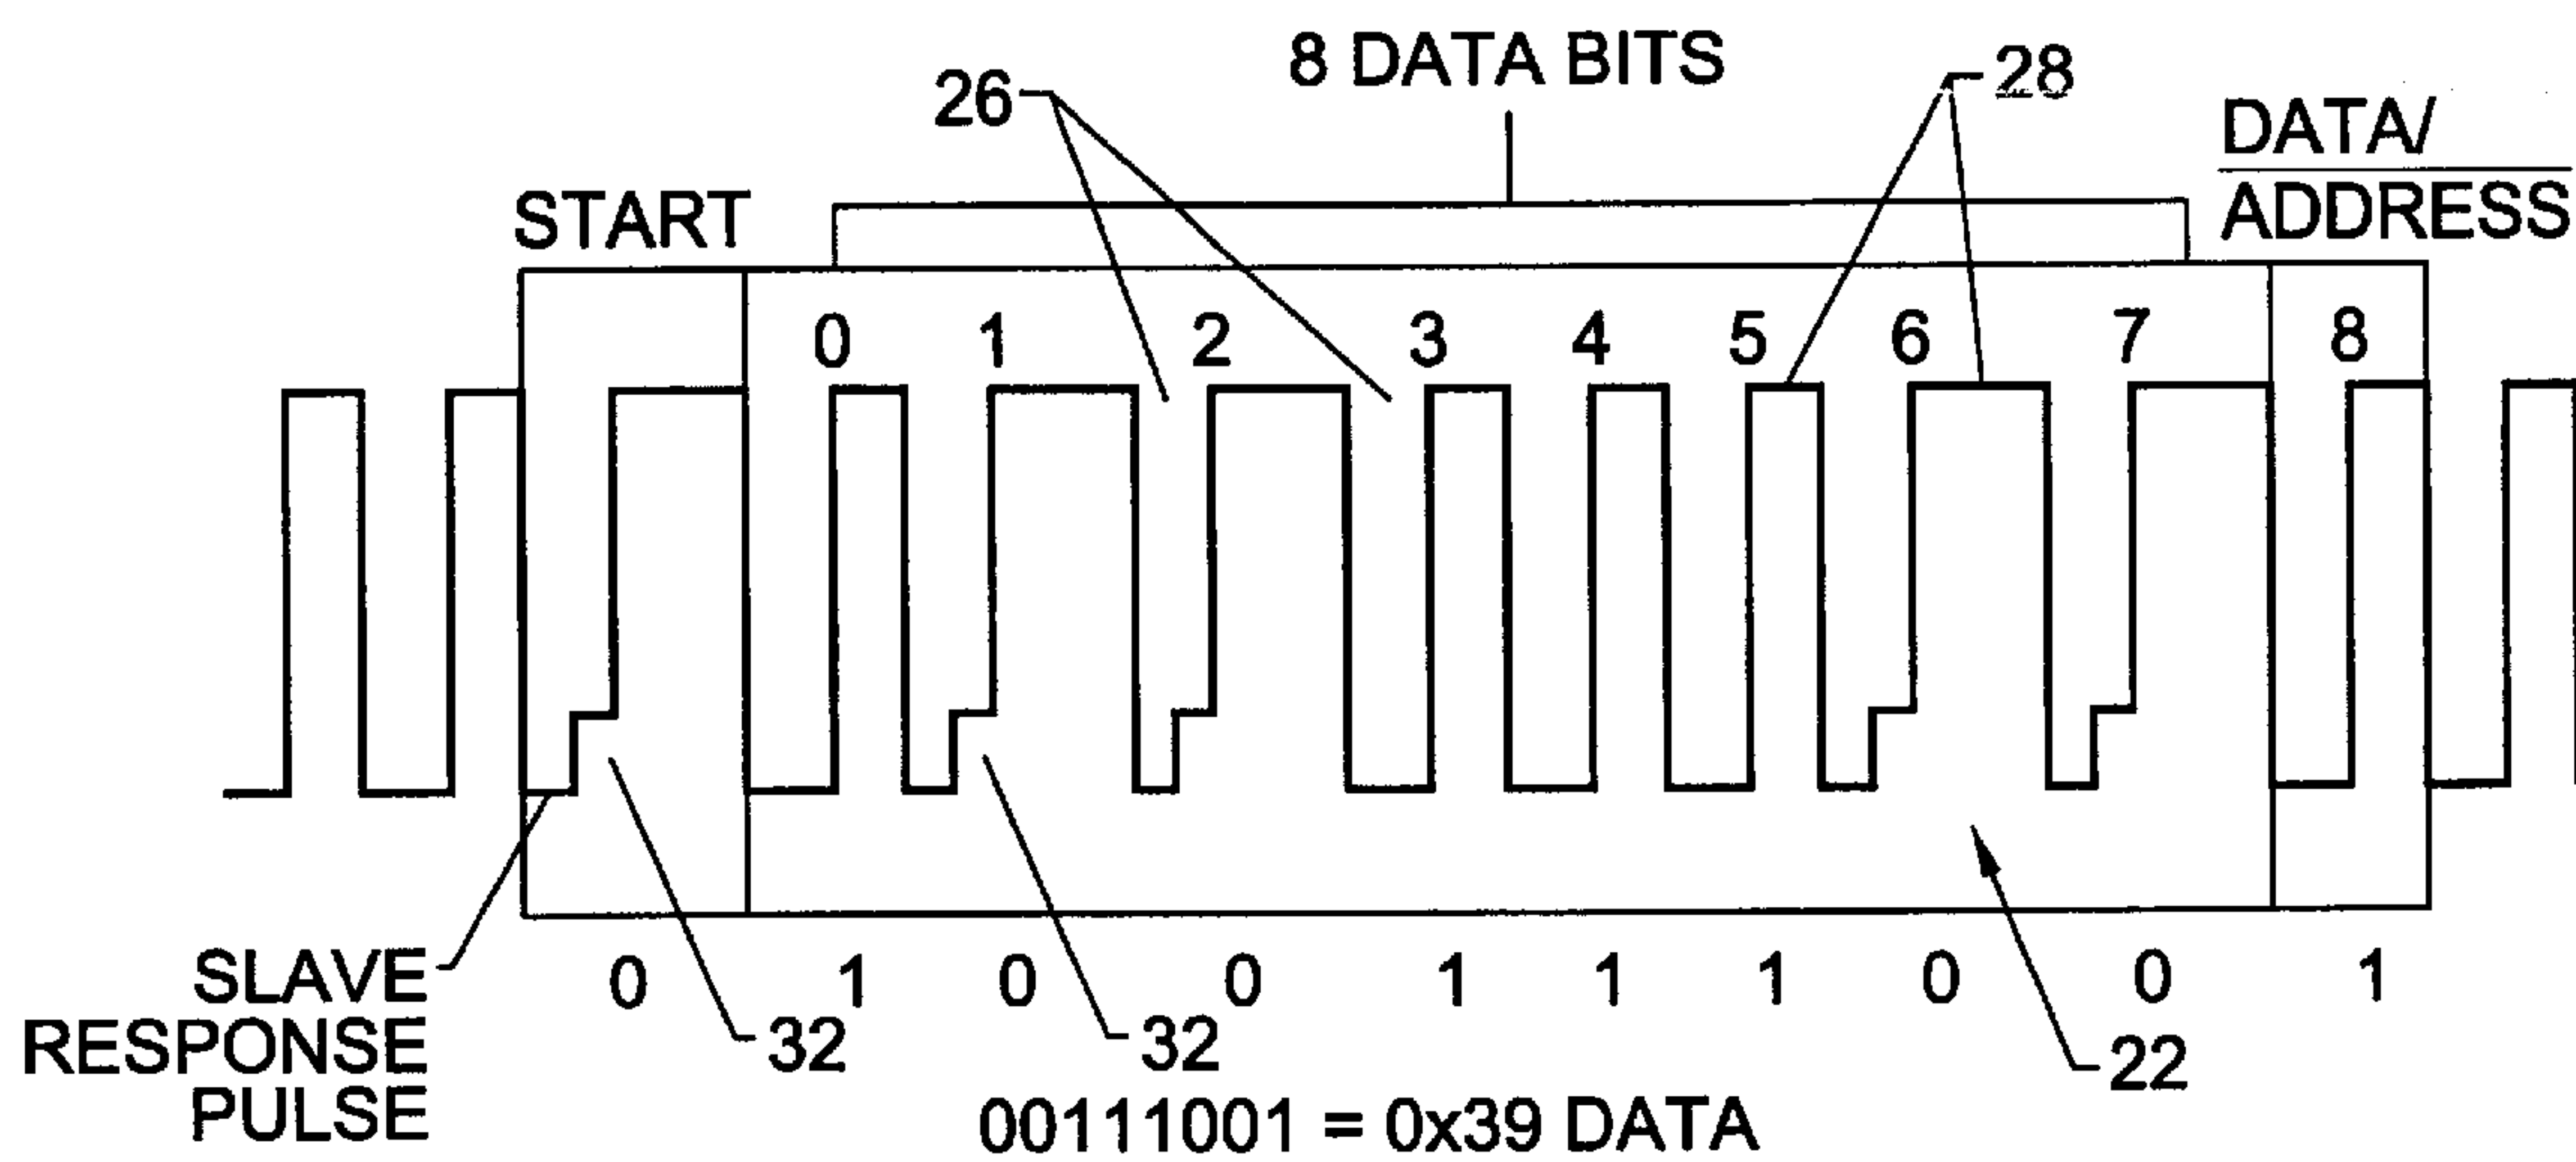 8 DATA BITS
26
28
DATA/
ADDRESS
START
0 1 2 3 4 5 6 7 8
0 1 0 0 1 1 1 0 0 1
SLAVE
RESPONSE
PULSE
32
32
22
00111001 = 0x39 DATA